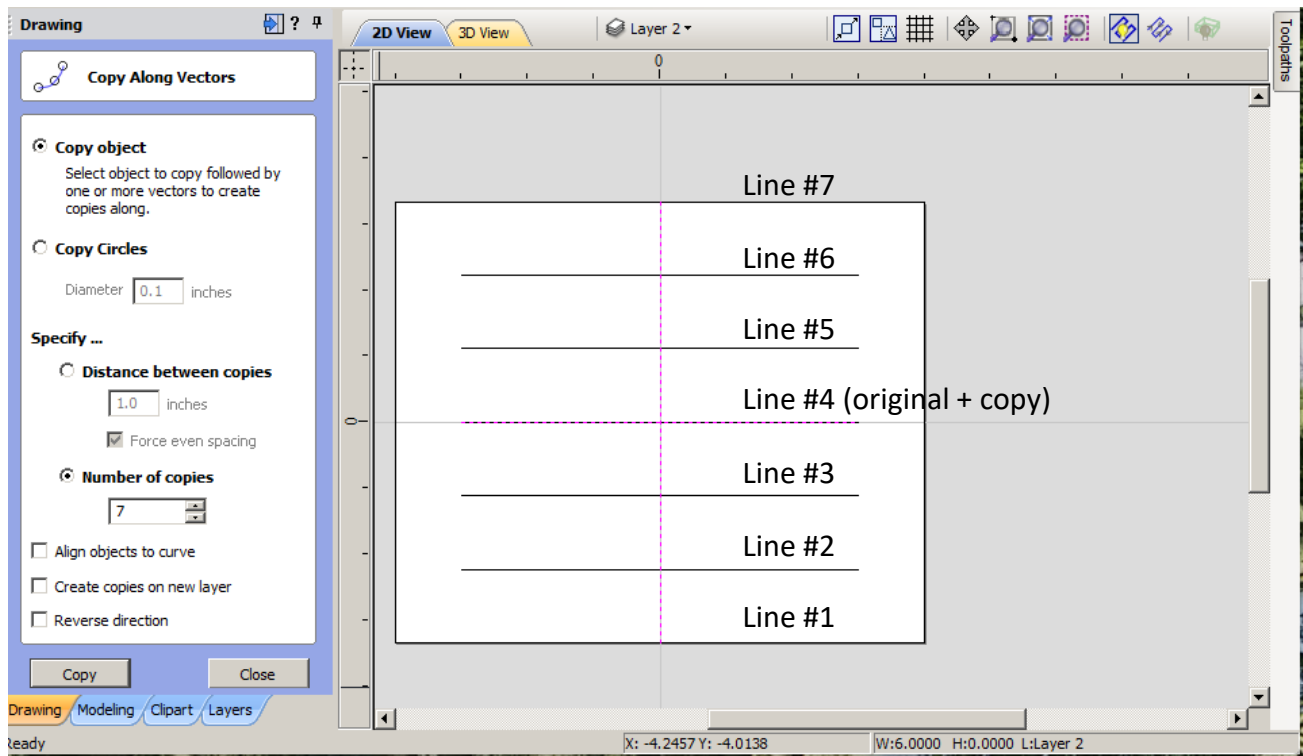 Drawing
?
Copy Along Vectors
Copy object
Select object to copy followed by
one or more vectors to create
copies along.
Copy Circles
Diameter 0.1 inches
Specify ...
Distance between copies
1.0 inches
Force even spacing
Number of copies
7
Align objects to curve
Create copies on new layer
Reverse direction
Copy Close
Drawing Modeling Clipart Layers
Ready
2D View 3D View
Layer 2
Toolpaths
0
0
Line #7
Line #6
Line #5
Line #4 (original + copy)
Line #3
Line #2
Line #1
X: -4.2457 Y: -4.0138
W:6.0000 H:0.0000 L:Layer 2